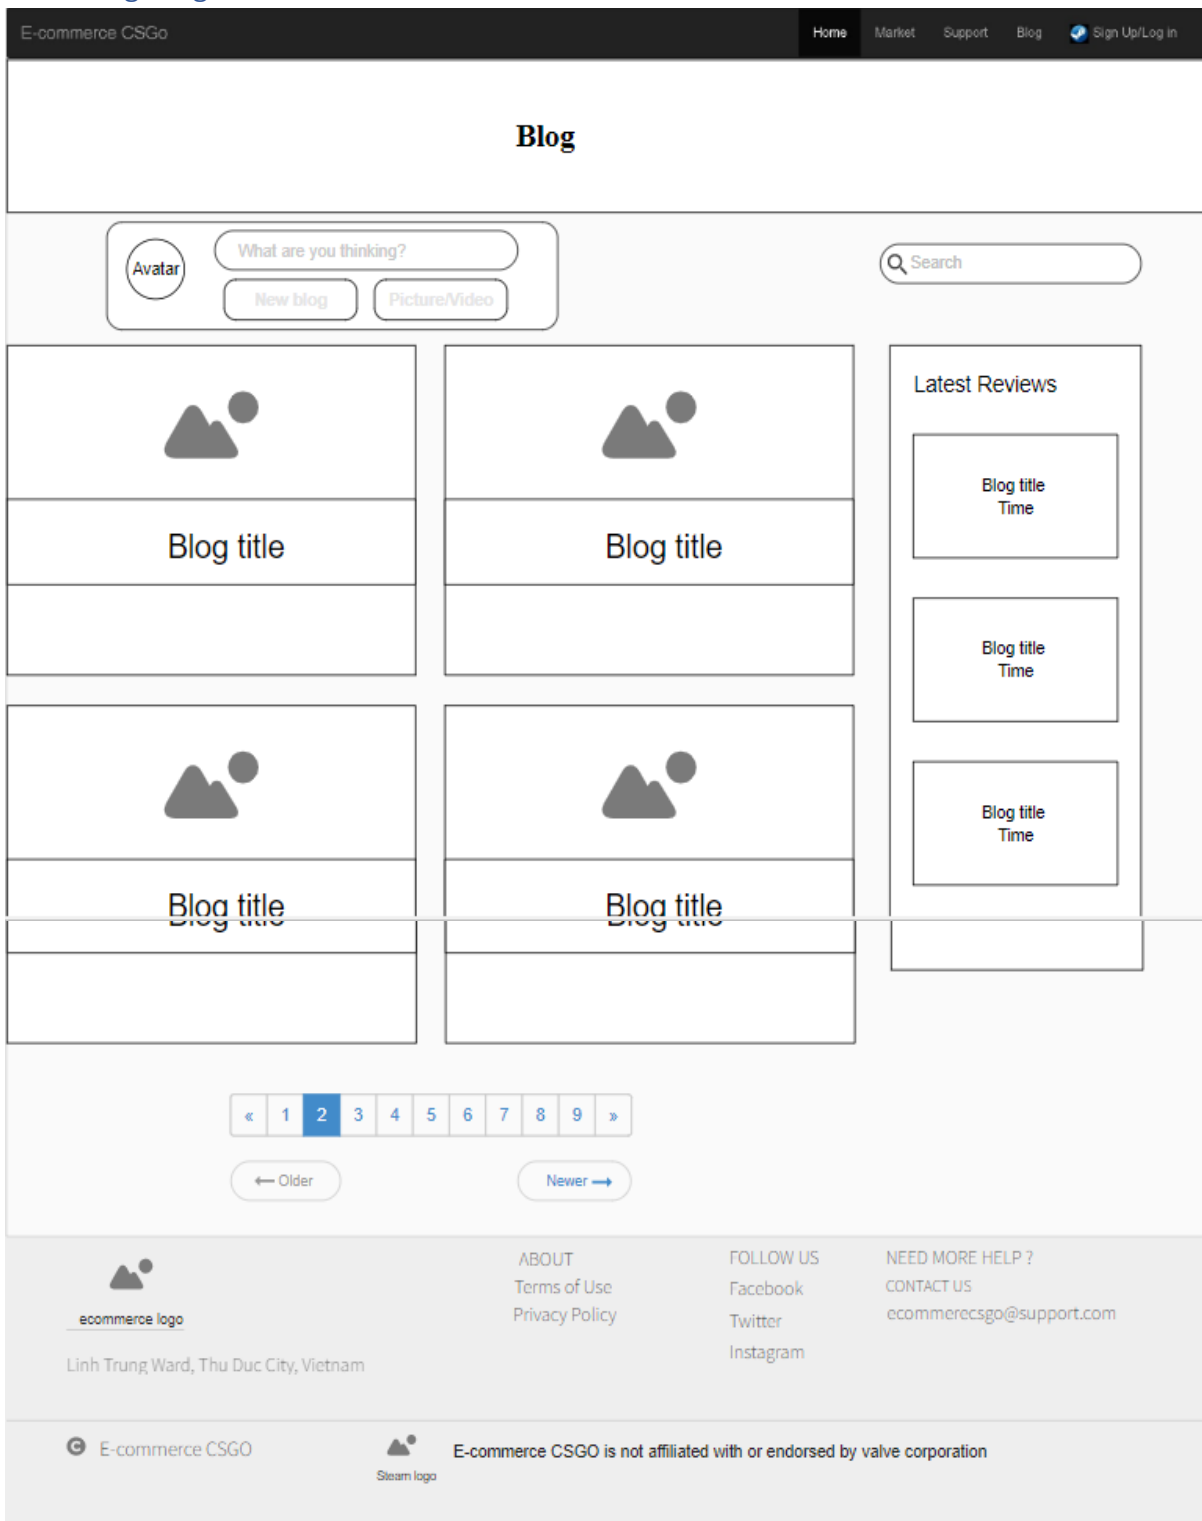 E-commerce CSGo
Home Market Support Blog Sign Up/Log in
Blog
Avatar
What are you thinking?
New blog Picture/Video
Search
Blog title Blog title
Latest Reviews
Blog title
Time
Blog title
Time
Blog title
Time
Blog title Blog title
« 1 2 3 4 5 6 7 8 9 »
Older Newer
ecommerce logo
Linh Trung Ward, Thu Duc City, Vietnam
ABOUT
Terms of Use
Privacy Policy
FOLLOW US
Facebook
Twitter
Instagram
NEED MORE HELP ?
CONTACT US
ecommerecsgo@support.com
E-commerce CSGO
Steam logo
E-commerce CSGO is not affiliated with or endorsed by valve corporation